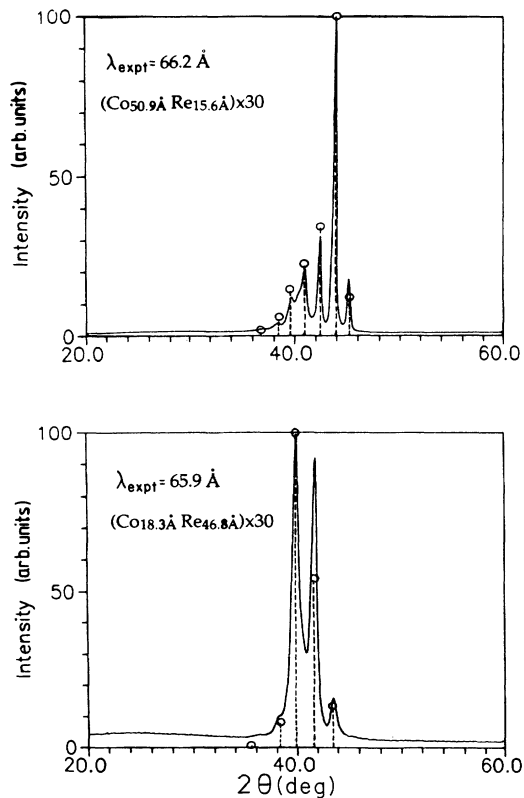 100
λexpt = 66.2 Å
(Co50.9Å Re15.6Å)x30
Intensity (arb.units)
50
0
20.0 40.0 60.0
100
λexpt = 65.9 Å
(Co18.3Å Re46.8Å)x30
Intensity (arb.units)
50
0
20.0 40.0 60.0
2θ(deg)